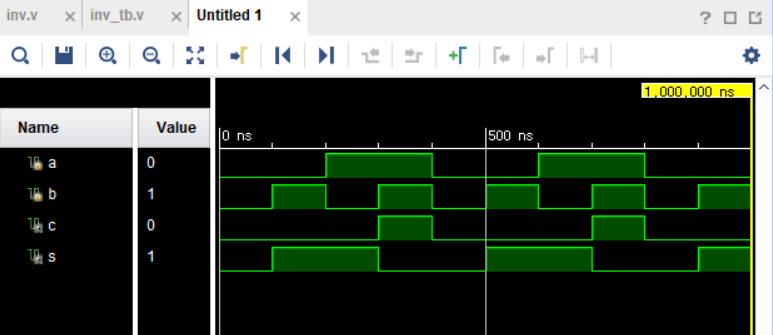 inv.v × inv_tb.v × Untitled 1 ×
?
1,000,000 ns
Name Value
0 ns 500 ns
a 0
b 1
c 0
s 1